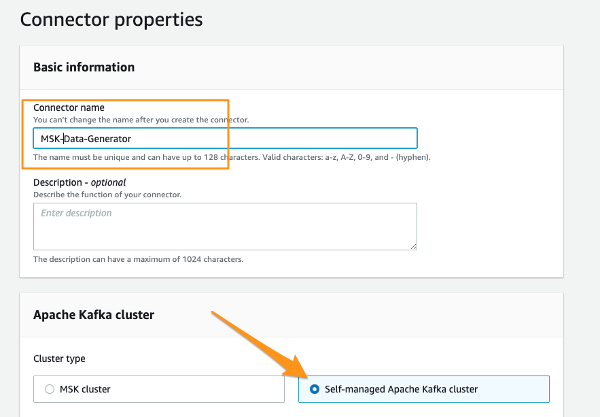 Connector properties
Basic information
Connector name
You can't change the name after you create the connector.
MSK-Data-Generator
The name must be unique and can have up to 128 characters. Valid characters: a-z, A-Z, 0-9, and - (hyphen).
Description - optional
Describe the function of your connector.
Enter description
The description can have a maximum of 1024 characters.
Apache Kafka cluster
Cluster type
MSK cluster
Self-managed Apache Kafka cluster